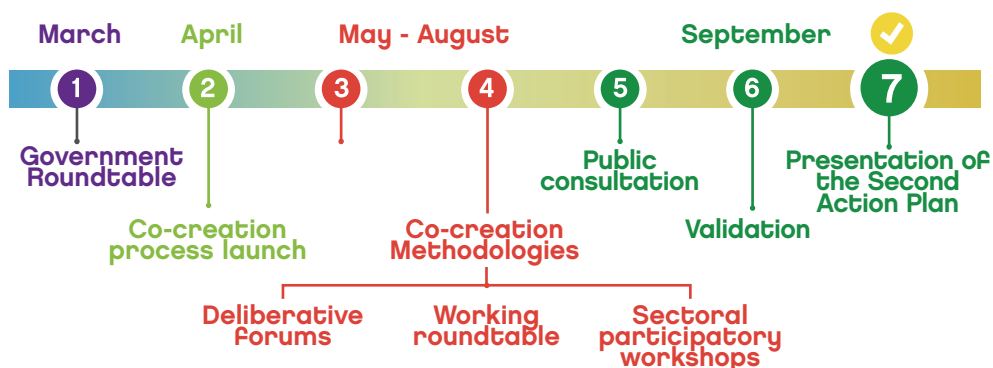 March
April
May - August
September
1
2
3
4
5
6
7
Government
Roundtable
Co-creation
process launch
Co-creation
Methodologies
Deliberative
forums
Working
roundtable
Sectoral
participatory
workshops
Public
consultation
Validation
Presentation of
the Second
Action Plan